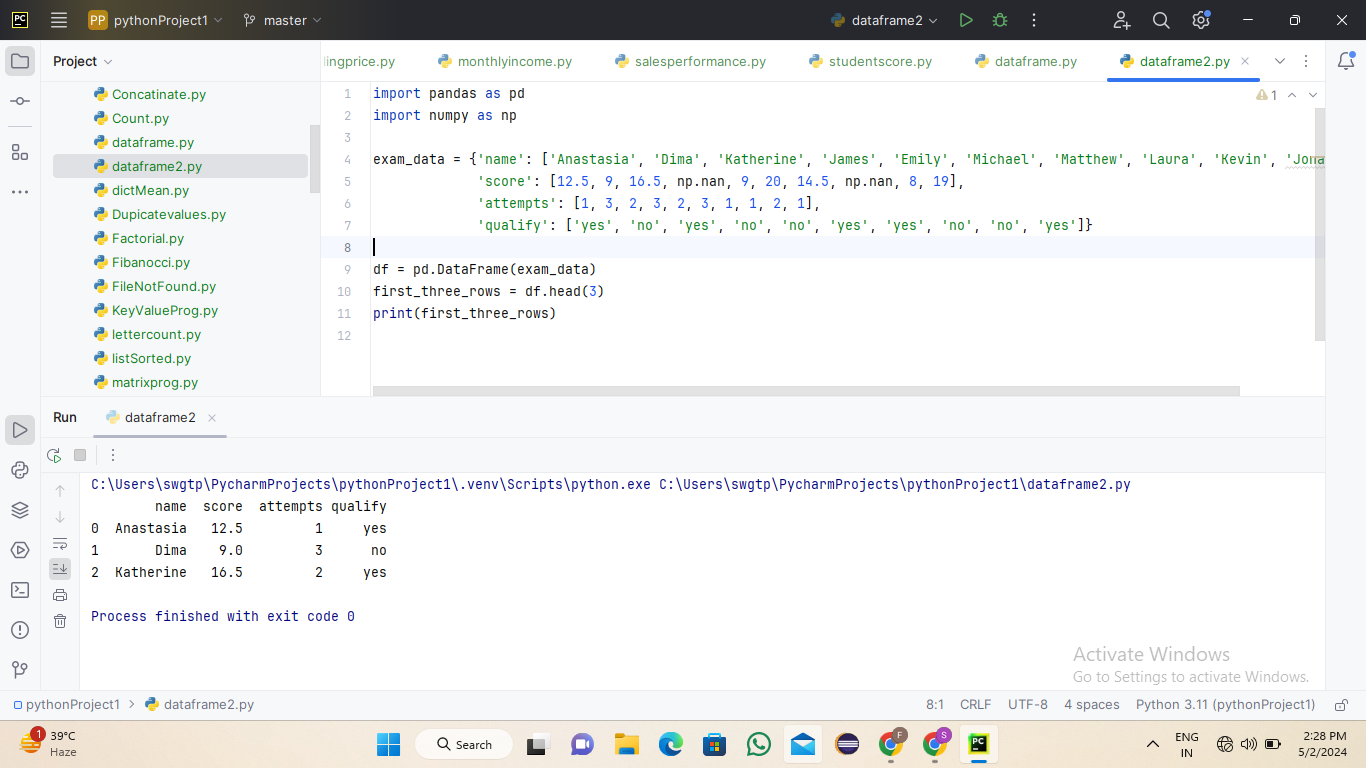 PC
PP pythonProject1
master
dataframe2
Project
lingprice.py
monthlyincome.py
salesperformance.py
studentscore.py
dataframe.py
dataframe2.py
Concatinate.py
Count.py
dataframe.py
dataframe2.py
dictMean.py
Dupicatevalues.py
Factorial.py
Fibanocci.py
FileNotFound.py
KeyValueProg.py
lettercount.py
listSorted.py
matrixprog.py
1 import pandas as pd
2 import numpy as np
3
4 exam_data = {'name': ['Anastasia', 'Dima', 'Katherine', 'James', 'Emily', 'Michael', 'Matthew', 'Laura', 'Kevin', 'Jona
5 'score': [12.5, 9, 16.5, np.nan, 9, 20, 14.5, np.nan, 8, 19],
6 'attempts': [1, 3, 2, 3, 2, 3, 1, 1, 2, 1],
7 'qualify': ['yes', 'no', 'yes', 'no', 'no', 'yes', 'yes', 'no', 'no', 'yes']}
8
9 df = pd.DataFrame(exam_data)
10 first_three_rows = df.head(3)
11 print(first_three_rows)
12
1
Run
dataframe2
C:\Users\swgtp\PycharmProjects\pythonProject1\.venv\Scripts\python.exe C:\Users\swgtp\PycharmProjects\pythonProject1\dataframe2.py
name score attempts qualify
0 Anastasia 12.5 1 yes
1 Dima 9.0 3 no
2 Katherine 16.5 2 yes
Process finished with exit code 0
Activate Windows
Go to Settings to activate Windows.
pythonProject1 > dataframe2.py
8:1 CRLF UTF-8 4 spaces Python 3.11 (pythonProject1)
1
39°C
Haze
Search
F
S
PC
ENG
IN
2:28 PM
5/2/2024